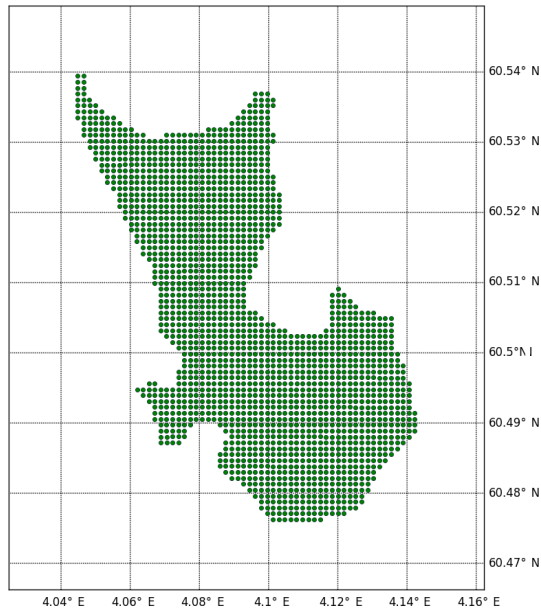 60.54° N
60.53° N
60.52° N
60.51° N
60.5° N
60.49° N
60.48° N
60.47° N
4.04° E 4.06° E 4.08° E 4.1° E 4.12° E 4.14° E 4.16° E